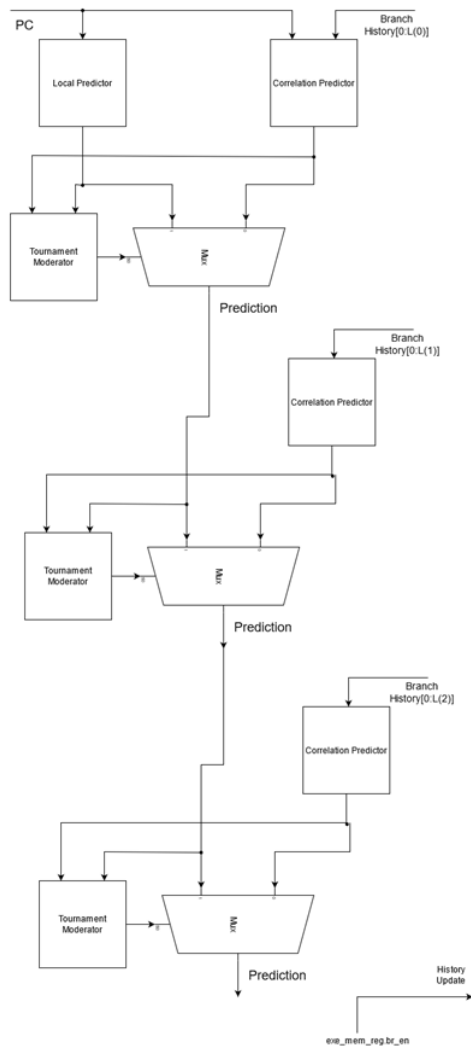 PC
Branch
History[0:L(0)]
Local Predictor
Correlation Predictor
Tournament
Moderator
Mux
Prediction
Branch
History[0:L(1)]
Correlation Predictor
Tournament
Moderator
Mux
Prediction
Branch
History[0:L(2)]
Correlation Predictor
Tournament
Moderator
Mux
Prediction
History
Update
exe_mem_reg.br_en